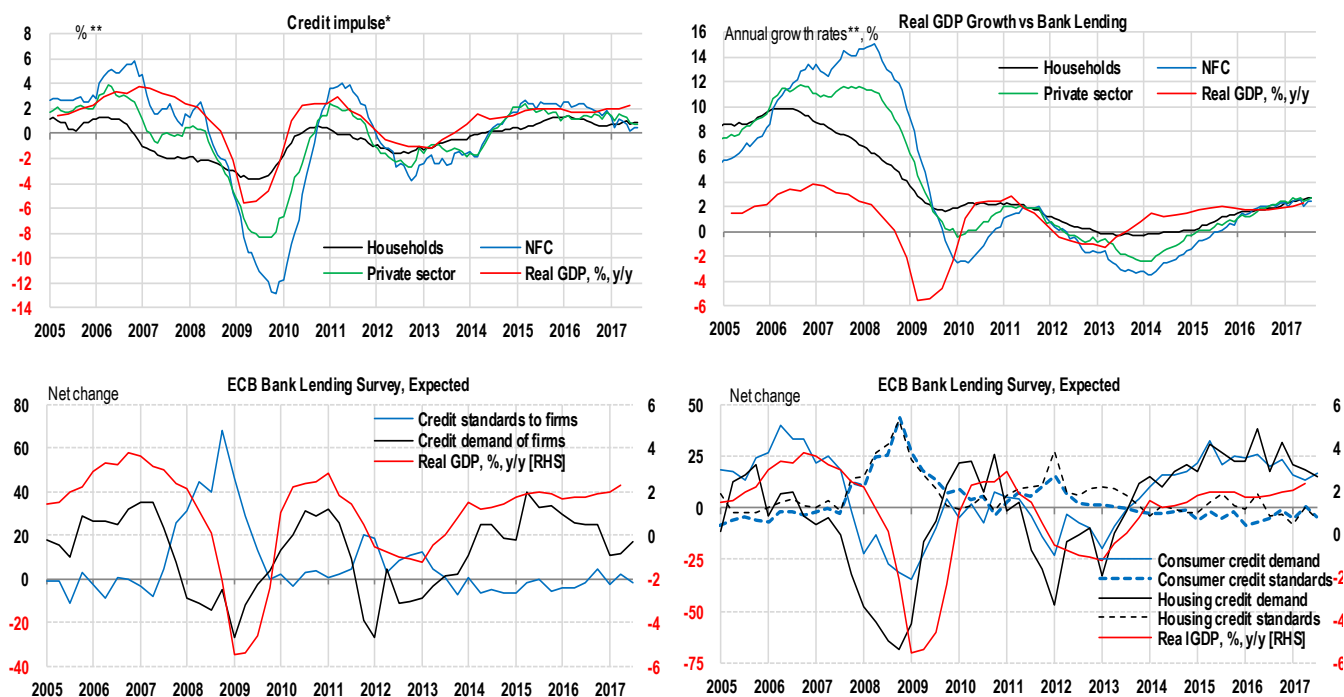 Credit impulse*
% **
8
6
4
2
0
-2
-4
-6
-8
-10
-12
-14
Households
NFC
Private sector
Real GDP, %, y/y
2005 2006 2007 2008 2009 2010 2011 2012 2013 2014 2015 2016 2017
Real GDP Growth vs Bank Lending
Annual growth rates**, %
16
14
12
10
8
6
4
2
0
-2
-4
-6
Households
NFC
Private sector
Real GDP, %, y/y
2005 2006 2007 2008 2009 2010 2011 2012 2013 2014 2015 2016 2017
ECB Bank Lending Survey, Expected
Net change
80
60
40
20
0
-20
-40
Credit standards to firms
Credit demand of firms
Real GDP, %, y/y [RHS]
6
4
2
0
-2
-4
-6
2005 2006 2007 2008 2009 2010 2011 2012 2013 2014 2015 2016 2017
ECB Bank Lending Survey, Expected
Net change
50
25
0
-25
-50
-75
Consumer credit demand
Consumer credit standards
Housing credit demand
Housing credit standards
Real GDP, %, y/y [RHS]
6
4
2
0
-2
-4
-6
2005 2006 2007 2008 2009 2010 2011 2012 2013 2014 2015 2016 2017